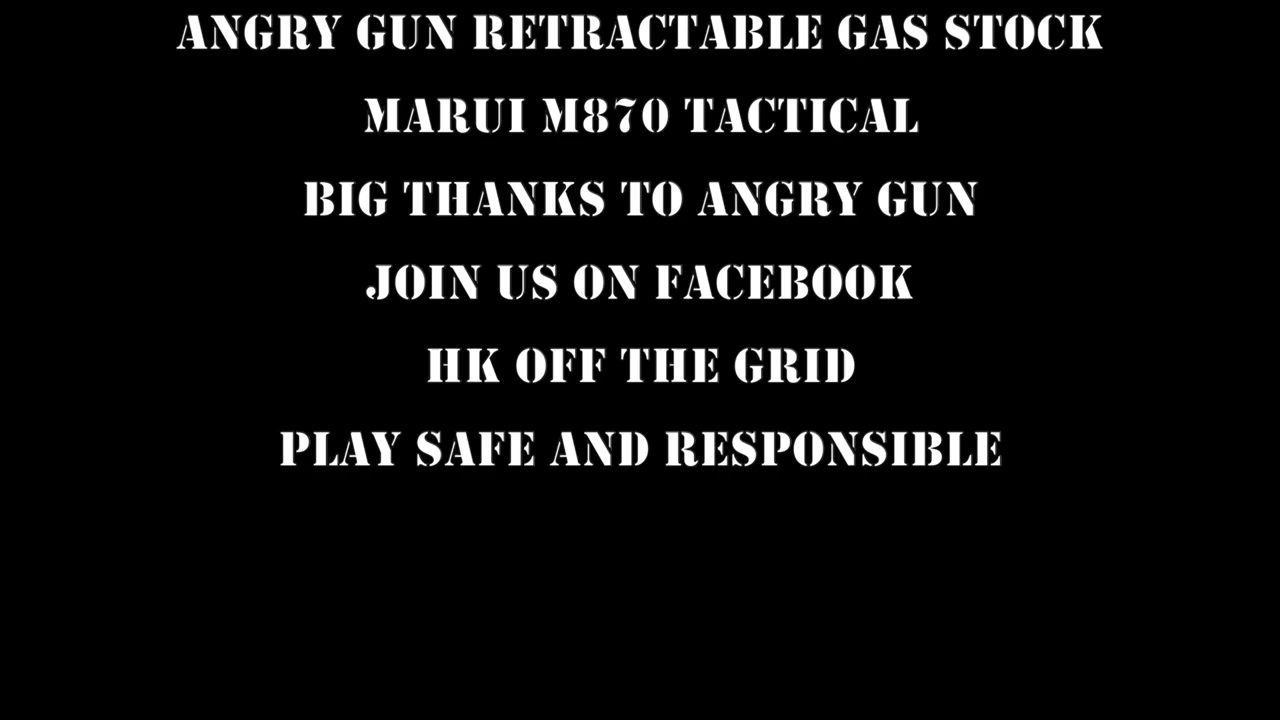 ANGRY GUN RETRACTABLE GAS STOCK
MARUI M870 TACTICAL
BIG THANKS TO ANGRY GUN
JOIN US ON FACEBOOK
HK OFF THE GRID
PLAY SAFE AND RESPONSIBLE